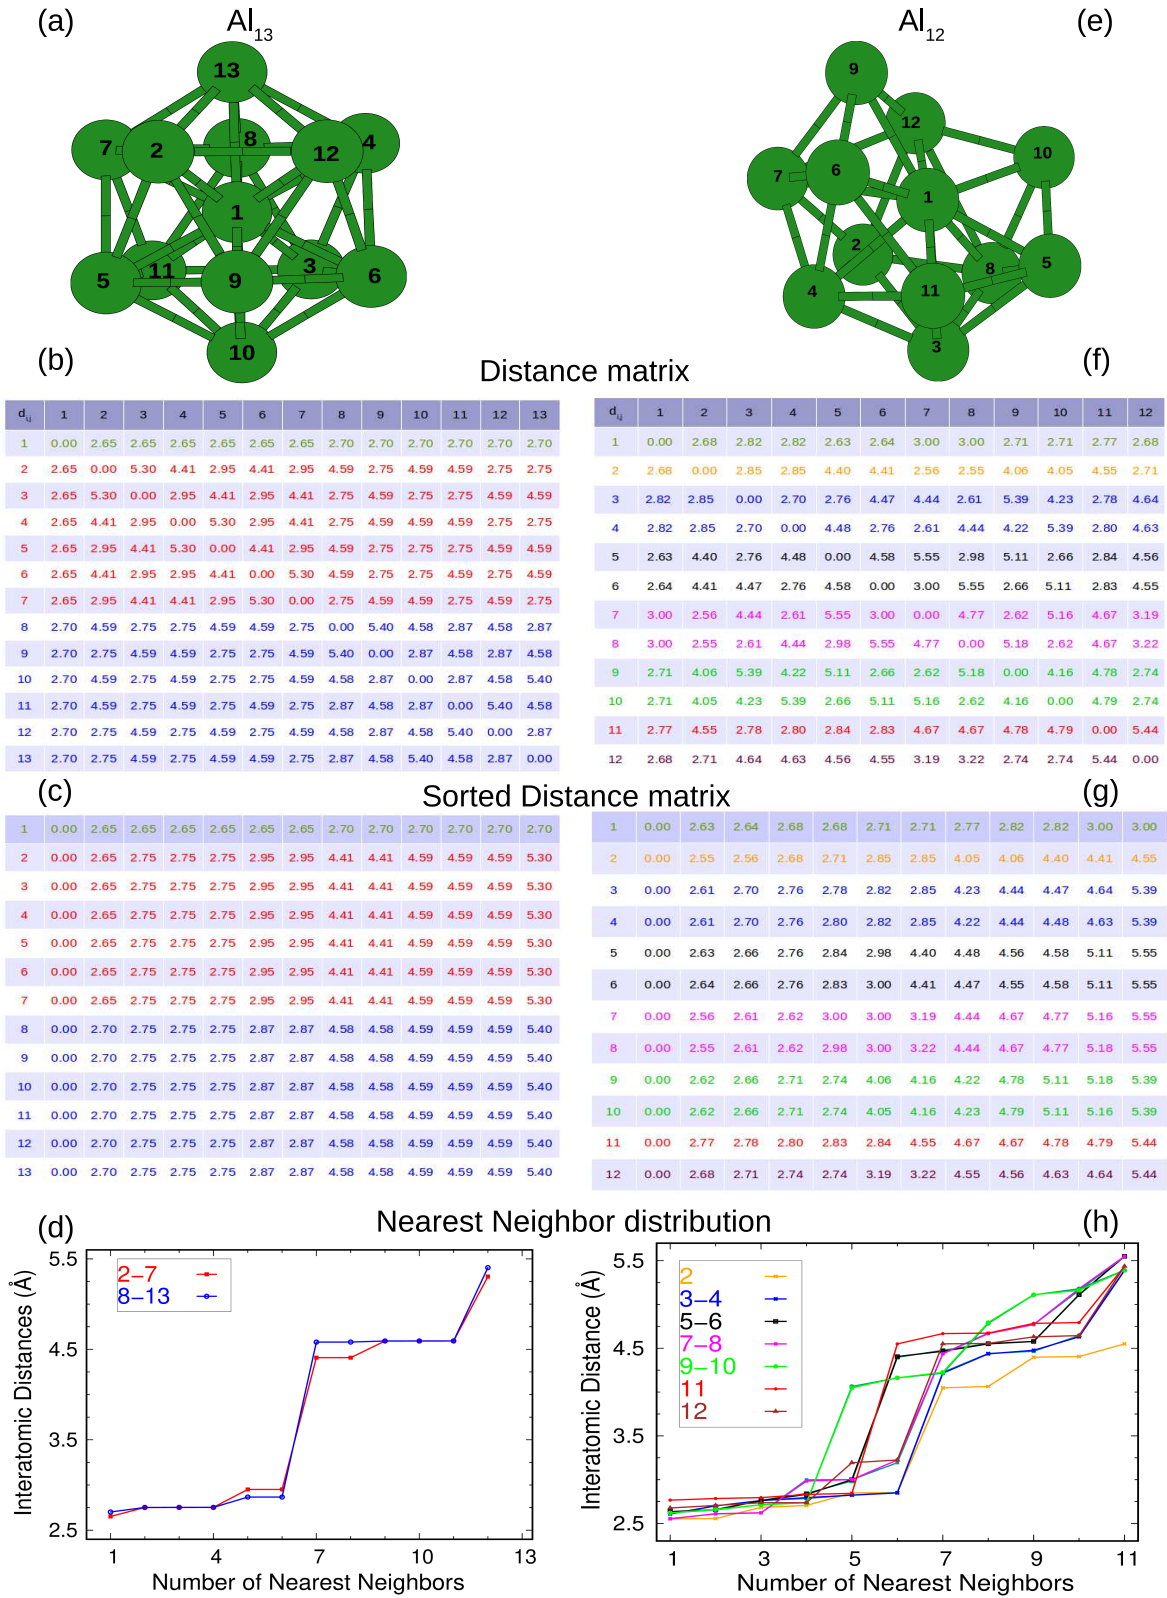 (a) Al13 Al12 (e)
13
7 2 8 12 4
1
5 11 9 3 6
10
9
12
7 6 10
1
2 8 5
4 11
3
(b) Distance matrix (f)
di,j 1 2 3 4 5 6 7 8 9 10 11 12 13
1 0.00 2.65 2.65 2.65 2.65 2.65 2.65 2.70 2.70 2.70 2.70 2.70 2.70
2 2.65 0.00 5.30 4.41 2.95 4.41 2.95 4.59 2.75 4.59 4.59 2.75 2.75
3 2.65 5.30 0.00 2.95 4.41 2.95 4.41 2.75 4.59 2.75 2.75 4.59 4.59
4 2.65 4.41 2.95 0.00 5.30 2.95 4.41 2.75 4.59 4.59 4.59 2.75 2.75
5 2.65 2.95 4.41 5.30 0.00 4.41 2.95 4.59 2.75 2.75 2.75 4.59 4.59
6 2.65 4.41 2.95 2.95 4.41 0.00 5.30 4.59 2.75 2.75 4.59 2.75 4.59
7 2.65 2.95 4.41 4.41 2.95 5.30 0.00 2.75 4.59 4.59 2.75 4.59 2.75
8 2.70 4.59 2.75 2.75 4.59 4.59 2.75 0.00 5.40 4.58 2.87 4.58 2.87
9 2.70 2.75 4.59 4.59 2.75 2.75 4.59 5.40 0.00 2.87 4.58 2.87 4.58
10 2.70 4.59 2.75 4.59 2.75 2.75 4.59 4.58 2.87 0.00 2.87 4.58 5.40
11 2.70 4.59 2.75 4.59 2.75 4.59 2.75 2.87 4.58 2.87 0.00 5.40 4.58
12 2.70 2.75 4.59 2.75 4.59 2.75 4.59 4.58 2.87 4.58 5.40 0.00 2.87
13 2.70 2.75 4.59 2.75 4.59 4.59 2.75 2.87 4.58 5.40 4.58 2.87 0.00
di,j 1 2 3 4 5 6 7 8 9 10 11 12
1 0.00 2.68 2.82 2.82 2.63 2.64 3.00 3.00 2.71 2.71 2.77 2.68
2 2.68 0.00 2.85 2.85 4.40 4.41 2.56 2.55 4.06 4.05 4.55 2.71
3 2.82 2.85 0.00 2.70 2.76 4.47 4.44 2.61 5.39 4.23 2.78 4.64
4 2.82 2.85 2.70 0.00 4.48 2.76 2.61 4.44 4.22 5.39 2.80 4.63
5 2.63 4.40 2.76 4.48 0.00 4.58 5.55 2.98 5.11 2.66 2.84 4.56
6 2.64 4.41 4.47 2.76 4.58 0.00 3.00 5.55 2.66 5.11 2.83 4.55
7 3.00 2.56 4.44 2.61 5.55 3.00 0.00 4.77 2.62 5.16 4.67 3.19
8 3.00 2.55 2.61 4.44 2.98 5.55 4.77 0.00 5.18 2.62 4.67 3.22
9 2.71 4.06 5.39 4.22 5.11 2.66 2.62 5.18 0.00 4.16 4.78 2.74
10 2.71 4.05 4.23 5.39 2.66 5.11 5.16 2.62 4.16 0.00 4.79 2.74
11 2.77 4.55 2.78 2.80 2.84 2.83 4.67 4.67 4.78 4.79 0.00 5.44
12 2.68 2.71 4.64 4.63 4.56 4.55 3.19 3.22 2.74 2.74 5.44 0.00
(c) Sorted Distance matrix (g)
1 0.00 2.65 2.65 2.65 2.65 2.65 2.65 2.70 2.70 2.70 2.70 2.70 2.70
2 0.00 2.65 2.75 2.75 2.75 2.95 2.95 4.41 4.41 4.59 4.59 4.59 5.30
3 0.00 2.65 2.75 2.75 2.75 2.95 2.95 4.41 4.41 4.59 4.59 4.59 5.30
4 0.00 2.65 2.75 2.75 2.75 2.95 2.95 4.41 4.41 4.59 4.59 4.59 5.30
5 0.00 2.65 2.75 2.75 2.75 2.95 2.95 4.41 4.41 4.59 4.59 4.59 5.30
6 0.00 2.65 2.75 2.75 2.75 2.95 2.95 4.41 4.41 4.59 4.59 4.59 5.30
7 0.00 2.65 2.75 2.75 2.75 2.95 2.95 4.41 4.41 4.59 4.59 4.59 5.30
8 0.00 2.70 2.75 2.75 2.75 2.87 2.87 4.58 4.58 4.59 4.59 4.59 5.40
9 0.00 2.70 2.75 2.75 2.75 2.87 2.87 4.58 4.58 4.59 4.59 4.59 5.40
10 0.00 2.70 2.75 2.75 2.75 2.87 2.87 4.58 4.58 4.59 4.59 4.59 5.40
11 0.00 2.70 2.75 2.75 2.75 2.87 2.87 4.58 4.58 4.59 4.59 4.59 5.40
12 0.00 2.70 2.75 2.75 2.75 2.87 2.87 4.58 4.58 4.59 4.59 4.59 5.40
13 0.00 2.70 2.75 2.75 2.75 2.87 2.87 4.58 4.58 4.59 4.59 4.59 5.40
1 0.00 2.63 2.64 2.68 2.68 2.71 2.71 2.77 2.82 2.82 3.00 3.00
2 0.00 2.55 2.56 2.68 2.71 2.85 2.85 4.05 4.06 4.40 4.41 4.55
3 0.00 2.61 2.70 2.76 2.78 2.82 2.85 4.23 4.44 4.47 4.64 5.39
4 0.00 2.61 2.70 2.76 2.80 2.82 2.85 4.22 4.44 4.48 4.63 5.39
5 0.00 2.63 2.66 2.76 2.84 2.98 4.40 4.48 4.56 4.58 5.11 5.55
6 0.00 2.64 2.66 2.76 2.83 3.00 4.41 4.47 4.55 4.58 5.11 5.55
7 0.00 2.56 2.61 2.62 3.00 3.00 3.19 4.44 4.67 4.77 5.16 5.55
8 0.00 2.55 2.61 2.62 2.98 3.00 3.22 4.44 4.67 4.77 5.18 5.55
9 0.00 2.62 2.66 2.71 2.74 4.06 4.16 4.22 4.78 5.11 5.18 5.39
10 0.00 2.62 2.66 2.71 2.74 4.05 4.16 4.23 4.79 5.11 5.16 5.39
11 0.00 2.77 2.78 2.80 2.83 2.84 4.55 4.67 4.67 4.78 4.79 5.44
12 0.00 2.68 2.71 2.74 2.74 3.19 3.22 4.55 4.56 4.63 4.64 5.44
(d) Nearest Neighbor distribution (h)
Interatomic Distances (Å)
5.5
4.5
3.5
2.5
2−7
8−13
1 4 7 10 13
Number of Nearest Neighbors
Interatomic Distance (Å)
5.5
4.5
3.5
2.5
2
3−4
5−6
7−8
9−10
11
12
1 3 5 7 9 11
Number of Nearest Neighbors